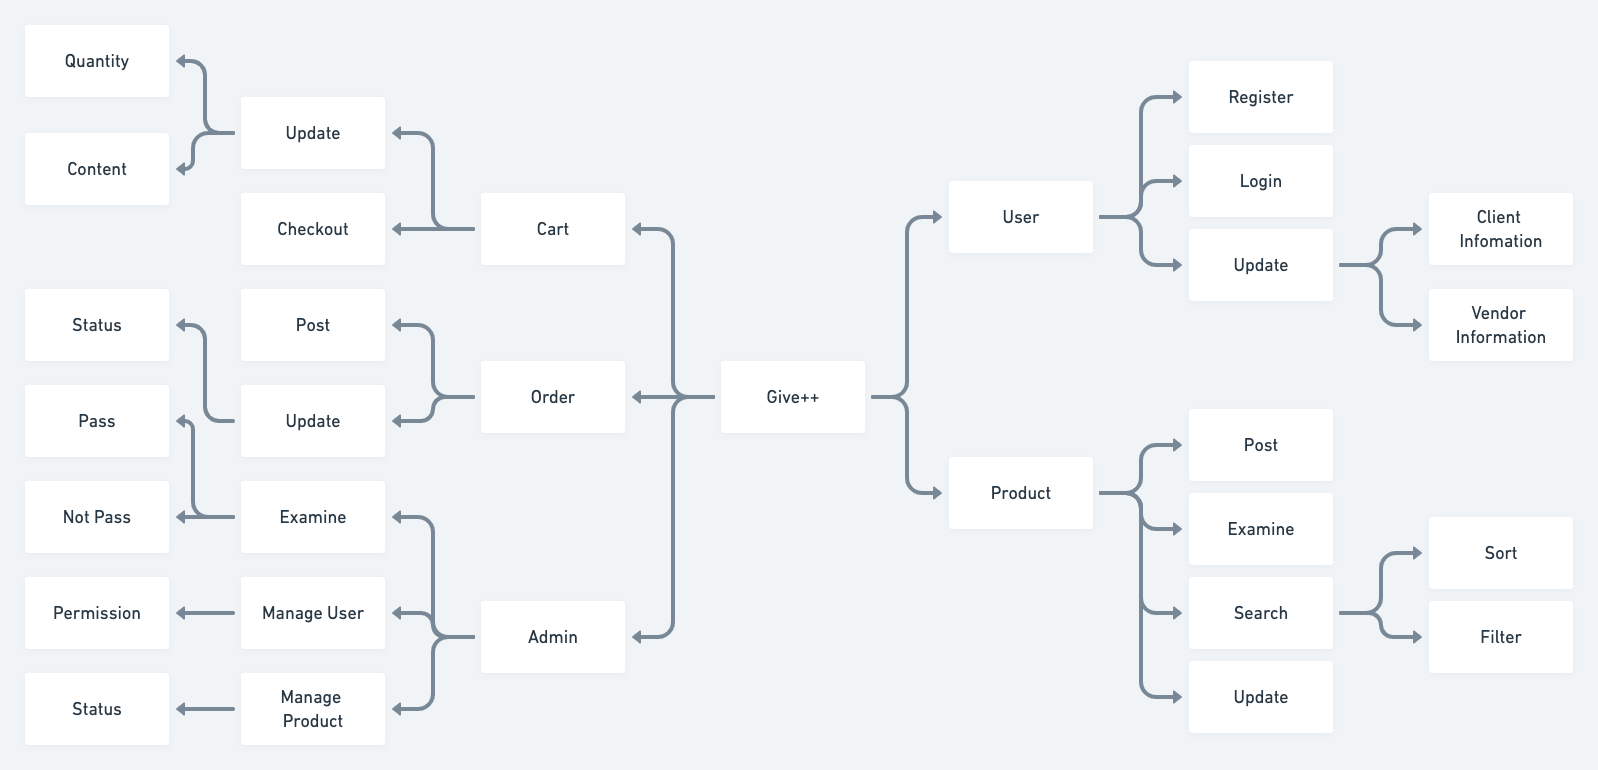 Quantity
Content
Update
Checkout
Cart
Status
Pass
Not Pass
Permission
Status
Post
Update
Examine
Manage User
Manage
Product
Order
Admin
Give++
User
Product
Register
Login
Update
Client
Infomation
Vendor
Information
Post
Examine
Search
Update
Sort
Filter